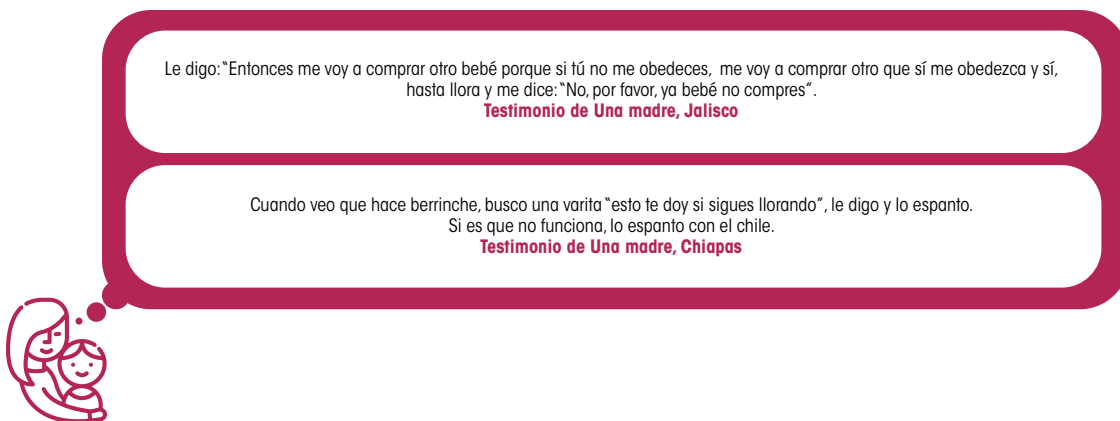 Le digo: “Entonces me voy a comprar otro bebé porque si tú no me obedeces, me voy a comprar otro que sí me obedezca y sí,
hasta llora y me dice: “No, por favor, ya bebé no compres”.
Testimonio de Una madre, Jalisco
Cuando veo que hace berrinche, busco una varita “esto te doy si sigues llorando”, le digo y lo espanto.
Si es que no funciona, lo espanto con el chile.
Testimonio de Una madre, Chiapas